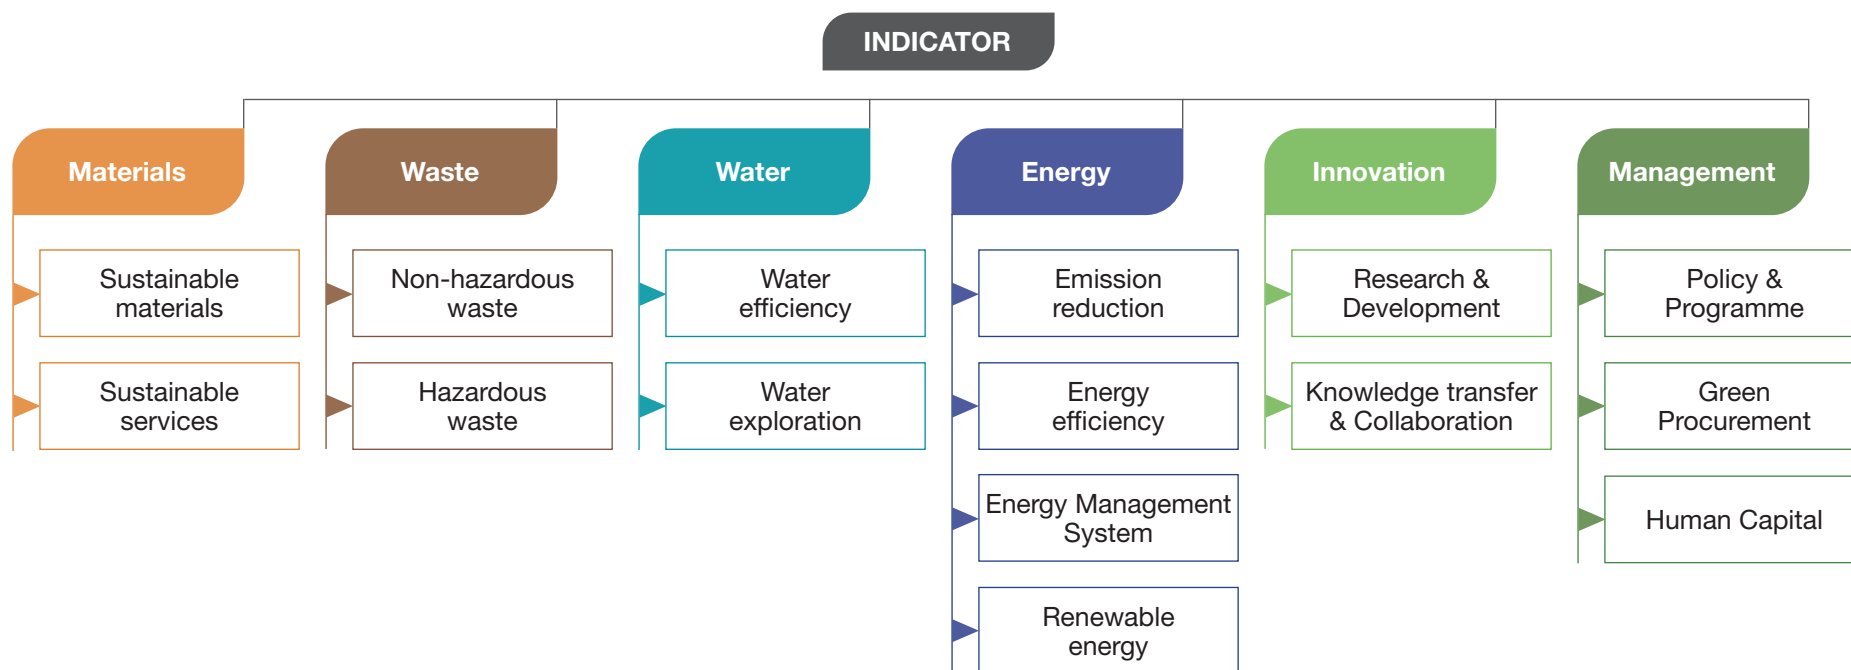 INDICATOR
Materials
Sustainable
materials
Sustainable
services
Waste
Non-hazardous
waste
Hazardous
waste
Water
Water
efficiency
Water
exploration
Energy
Emission
reduction
Energy
efficiency
Energy Management
System
Renewable
energy
Innovation
Research &
Development
Knowledge transfer
& Collaboration
Management
Policy &
Programme
Green
Procurement
Human Capital